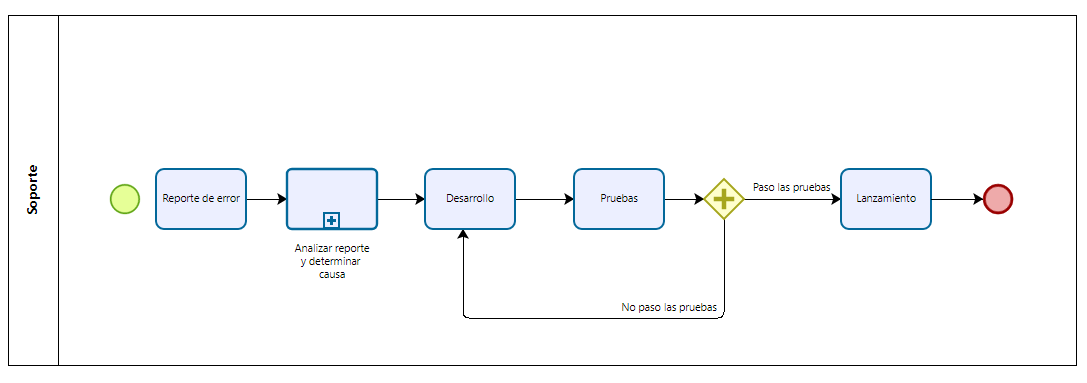 Soporte
Reporte de error
Analizar reporte
y determinar
causa
Desarrollo
Pruebas
Paso las pruebas
Lanzamiento
No paso las pruebas